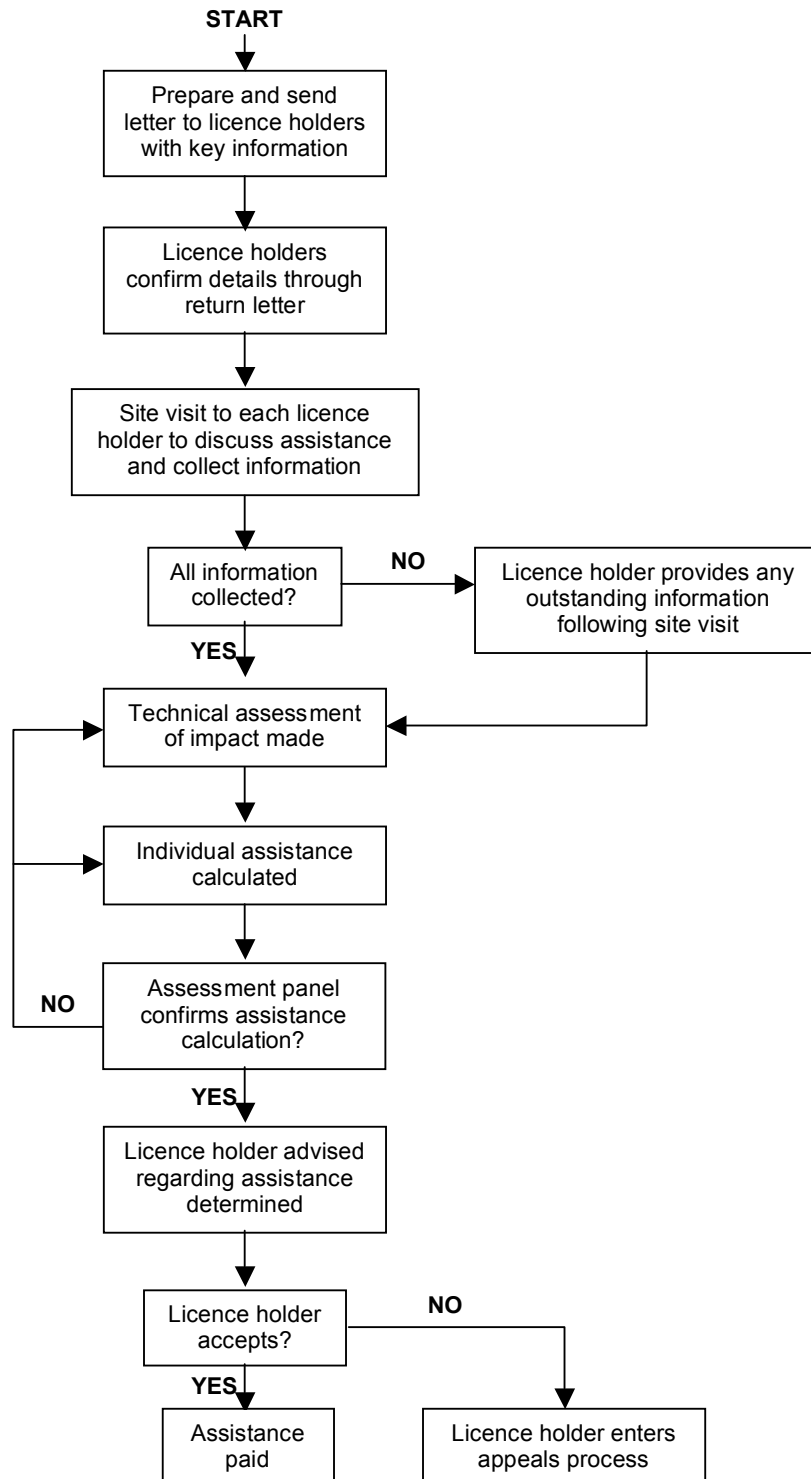 START
Prepare and send
letter to licence holders
with key information
Licence holders
confirm details through
return letter
Site visit to each licence
holder to discuss assistance
and collect information
All information
collected?
NO
Licence holder provides any
outstanding information
following site visit
YES
Technical assessment
of impact made
Individual assistance
calculated
Assessment panel
confirms assistance
calculation?
NO
YES
Licence holder advised
regarding assistance
determined
Licence holder
accepts?
NO
YES
Assistance
paid
Licence holder enters
appeals process